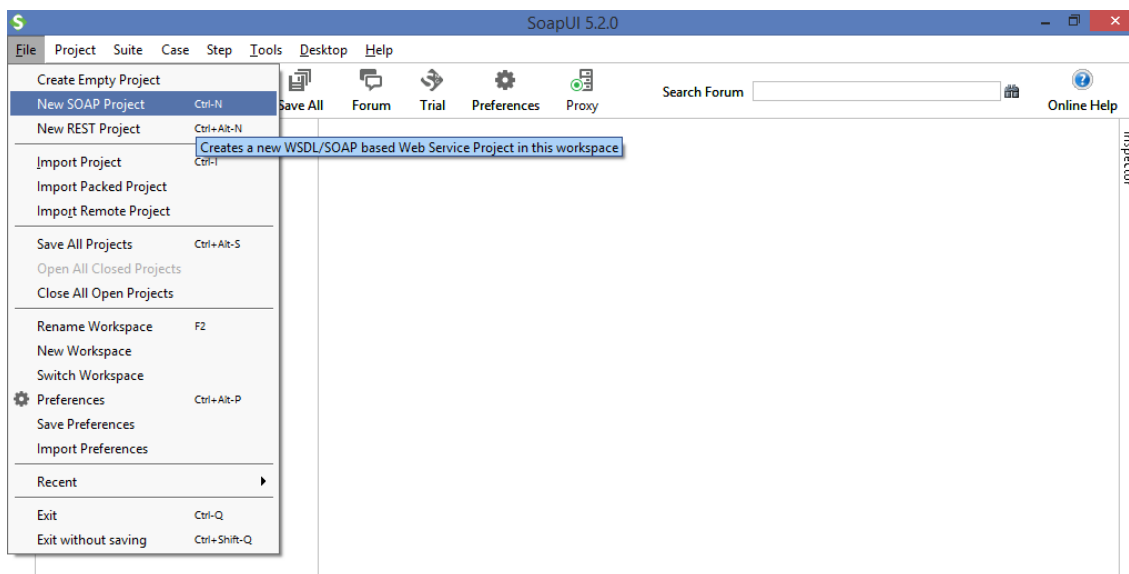 SoapUI 5.2.0
File Project Suite Case Step Tools Desktop Help
Save All Forum Trial Preferences Proxy Search Forum Online Help
Create Empty Project
New SOAP Project Ctrl-N
New REST Project Ctrl+Alt-N
Creates a new WSDL/SOAP based Web Service Project in this workspace
Import Project Ctrl-I
Import Packed Project
Import Remote Project
Save All Projects Ctrl+Alt-S
Open All Closed Projects
Close All Open Projects
Rename Workspace F2
New Workspace
Switch Workspace
Preferences Ctrl+Alt-P
Save Preferences
Import Preferences
Recent
Exit Ctrl-Q
Exit without saving Ctrl+Shift-Q
Inspector